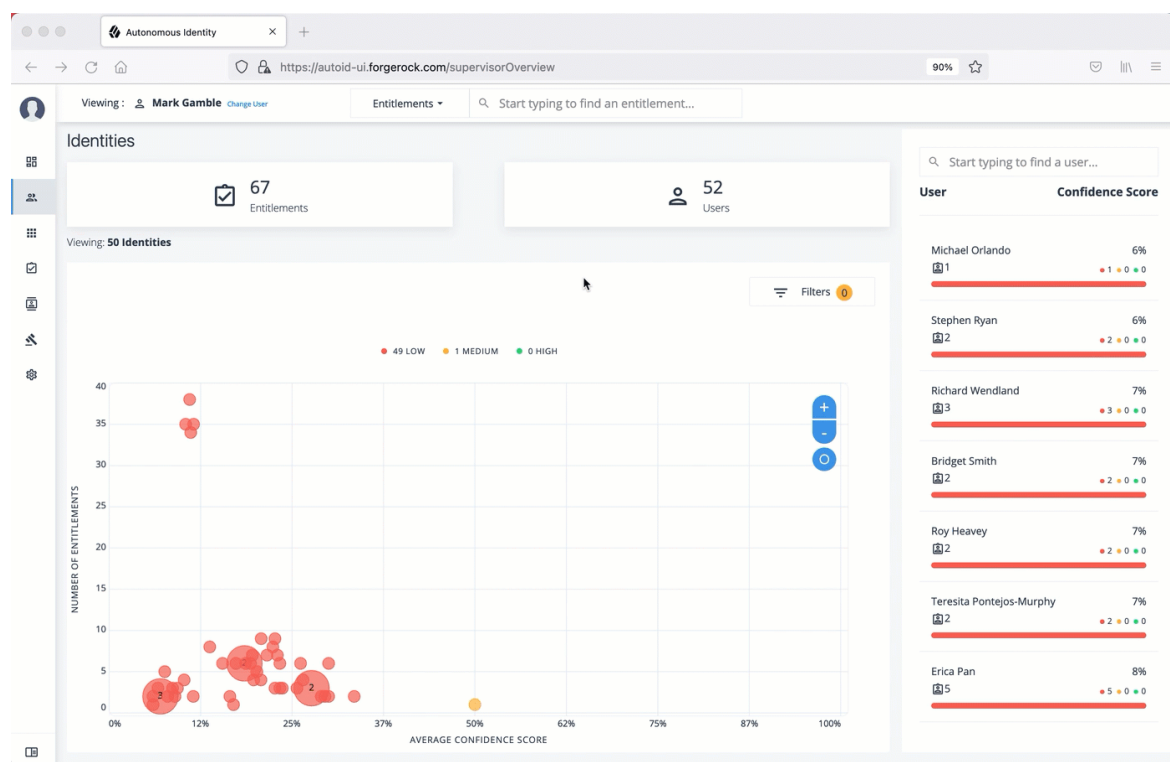 Autonomous Identity
https://autoid-ui.forgerock.com/supervisorOverview
90%
Viewing : Mark Gamble Change User
Entitlements
Start typing to find an entitlement...
Identities
67
Entitlements
52
Users
Viewing: 50 Identities
Filters 0
49 LOW 1 MEDIUM 0 HIGH
40
35
30
25
20
15
10
5
0
NUMBER OF ENTITLEMENTS
3
2
0% 12% 25% 37% 50% 62% 75% 87% 100%
AVERAGE CONFIDENCE SCORE
Start typing to find a user...
User Confidence Score
Michael Orlando 6%
1 1 0 0
Stephen Ryan 6%
2 2 0 0
Richard Wendland 7%
3 3 0 0
Bridget Smith 7%
2 2 0 0
Roy Heavey 7%
2 2 0 0
Teresita Pontejos-Murphy 7%
2 2 0 0
Erica Pan 8%
5 5 0 0